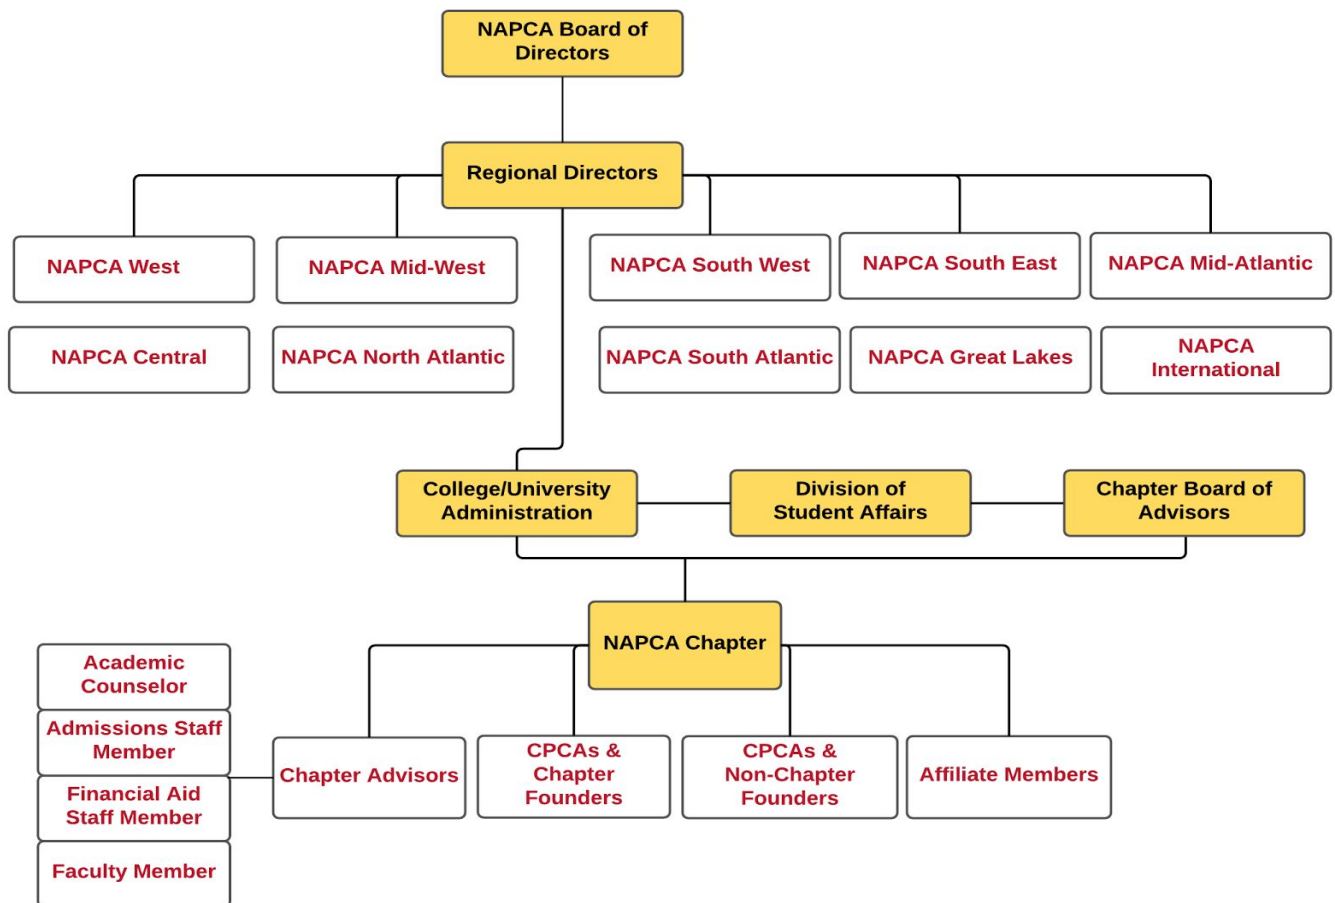 NAPCA Board of
Directors
Regional Directors
NAPCA West
NAPCA Mid-West
NAPCA South West
NAPCA South East
NAPCA Mid-Atlantic
NAPCA Central
NAPCA North Atlantic
NAPCA South Atlantic
NAPCA Great Lakes
NAPCA
International
College/University
Administration
Division of
Student Affairs
Chapter Board of
Advisors
NAPCA Chapter
Academic
Counselor
Admissions Staff
Member
Financial Aid
Staff Member
Faculty Member
Chapter Advisors
CPCAs &
Chapter
Founders
CPCAs &
Non-Chapter
Founders
Affiliate Members